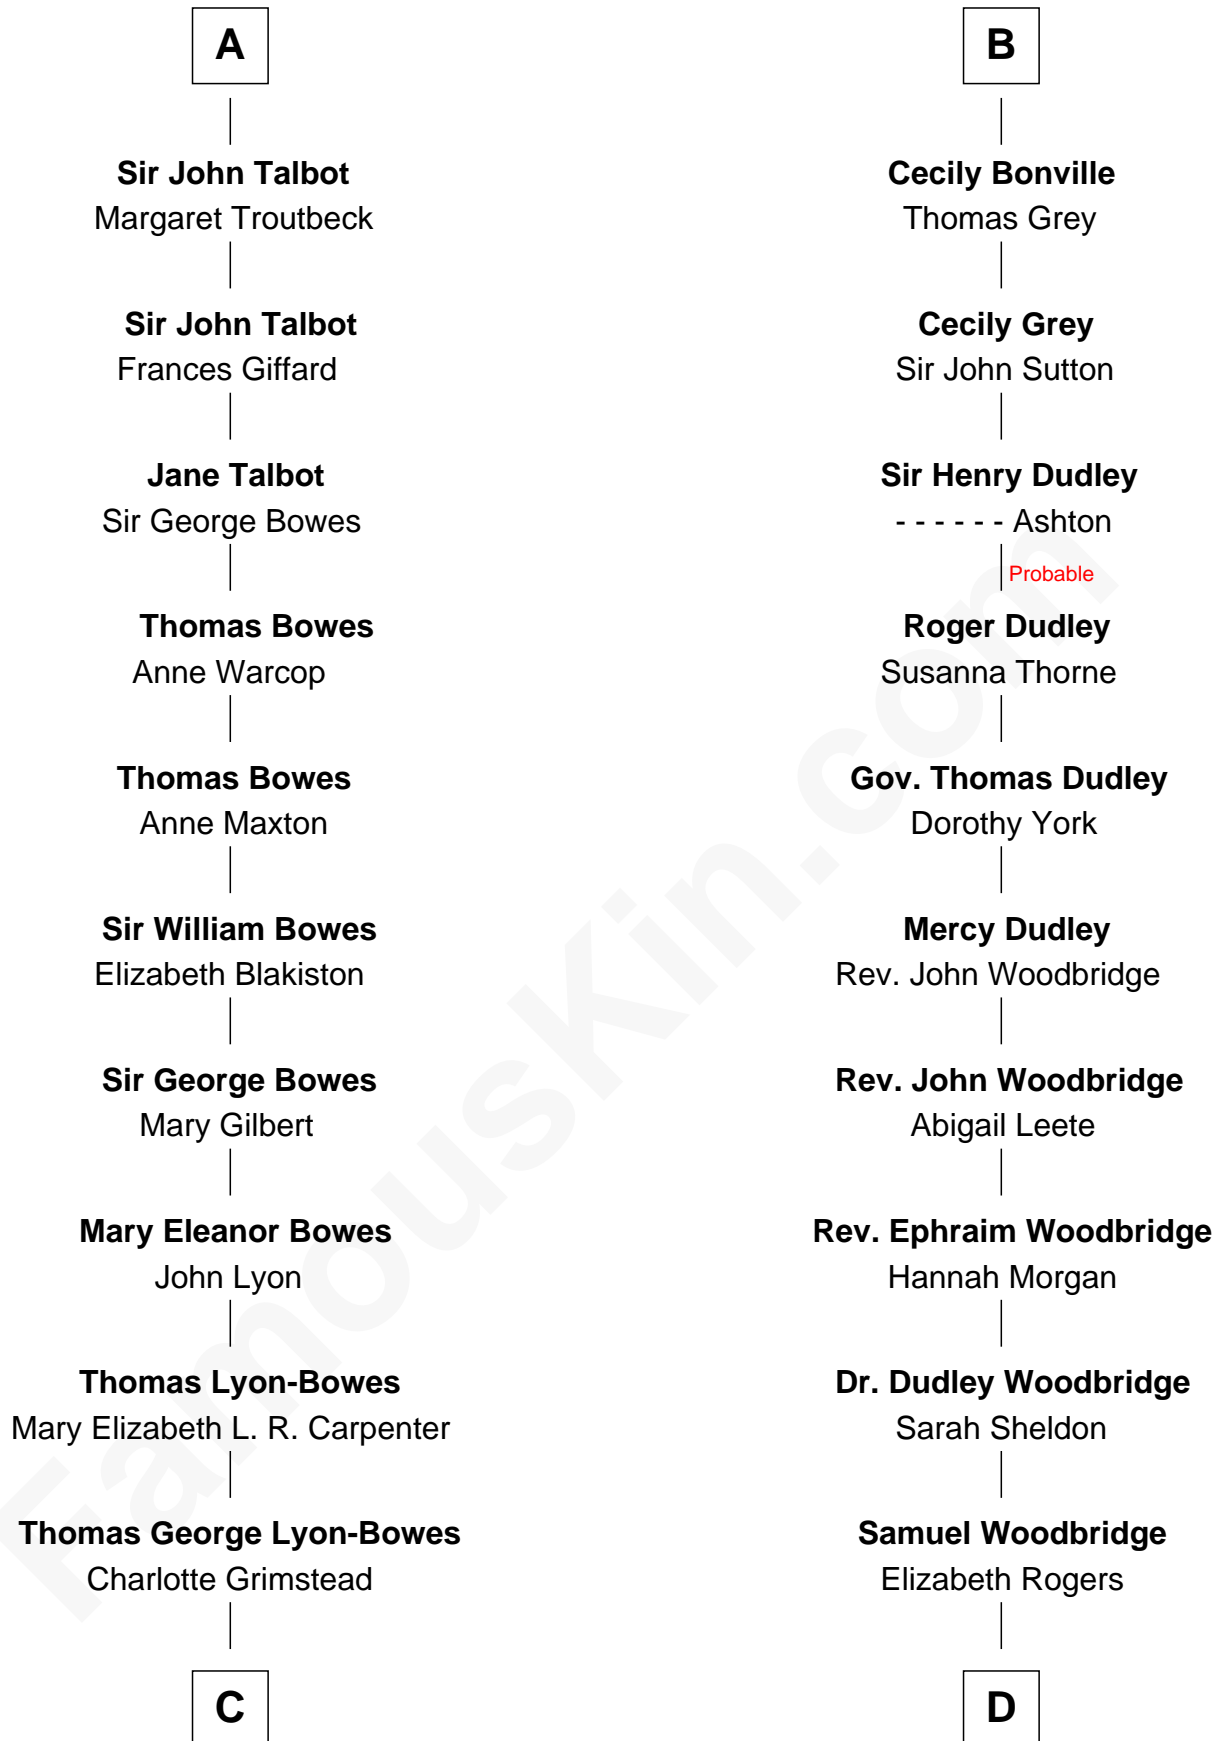 A
Sir John Talbot
Margaret Troutbeck
Sir John Talbot
Frances Giffard
Jane Talbot
Sir George Bowes
Thomas Bowes
Anne Warcop
Thomas Bowes
Anne Maxton
Sir William Bowes
Elizabeth Blakiston
Sir George Bowes
Mary Gilbert
Mary Eleanor Bowes
John Lyon
Thomas Lyon-Bowes
Mary Elizabeth L. R. Carpenter
Thomas George Lyon-Bowes
Charlotte Grimstead
C
B
Cecily Bonville
Thomas Grey
Cecily Grey
Sir John Sutton
Sir Henry Dudley
- - - - - - Ashton
Probable
Roger Dudley
Susanna Thorne
Gov. Thomas Dudley
Dorothy York
Mercy Dudley
Rev. John Woodbridge
Rev. John Woodbridge
Abigail Leete
Rev. Ephraim Woodbridge
Hannah Morgan
Dr. Dudley Woodbridge
Sarah Sheldon
Samuel Woodbridge
Elizabeth Rogers
D
FamousKin.com